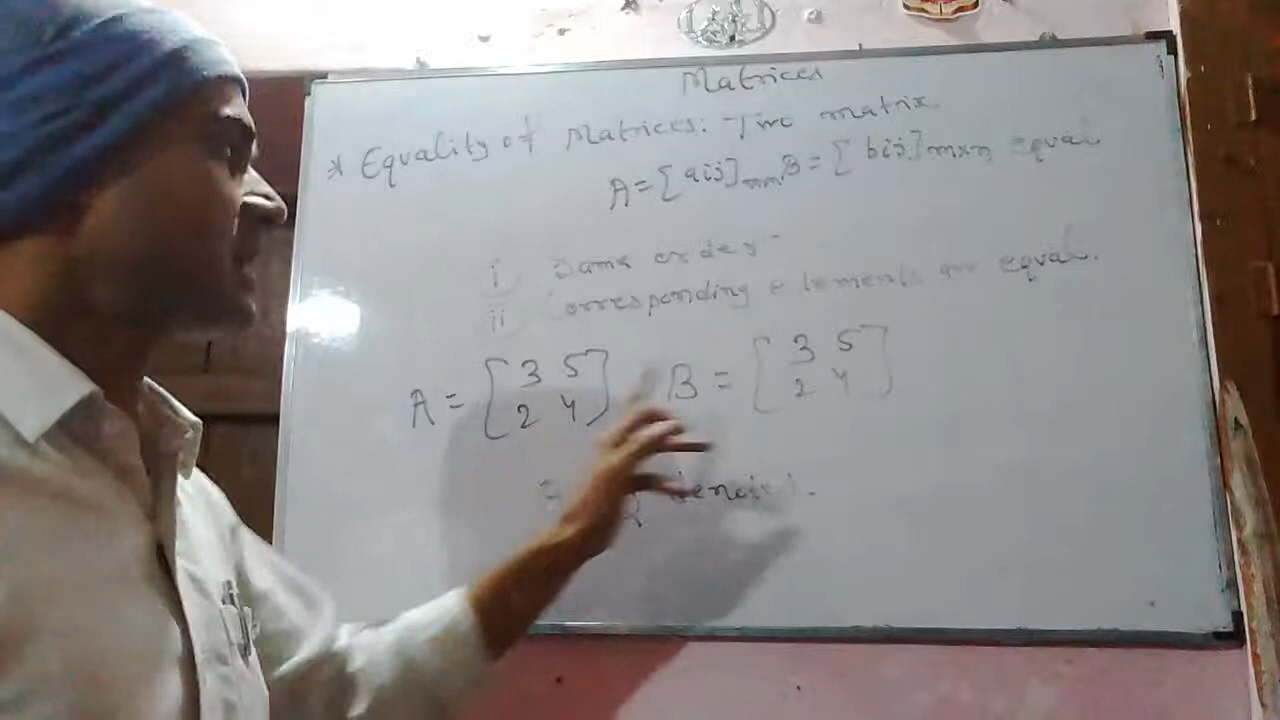 Matrices
* Equality of Matrices: Two matrix
A = [aij]mxn B = [bij]mxn equal
i Same order
ii Corresponding elements are equal.
A = [3 5 B = [3 5
2 4] 2 4]